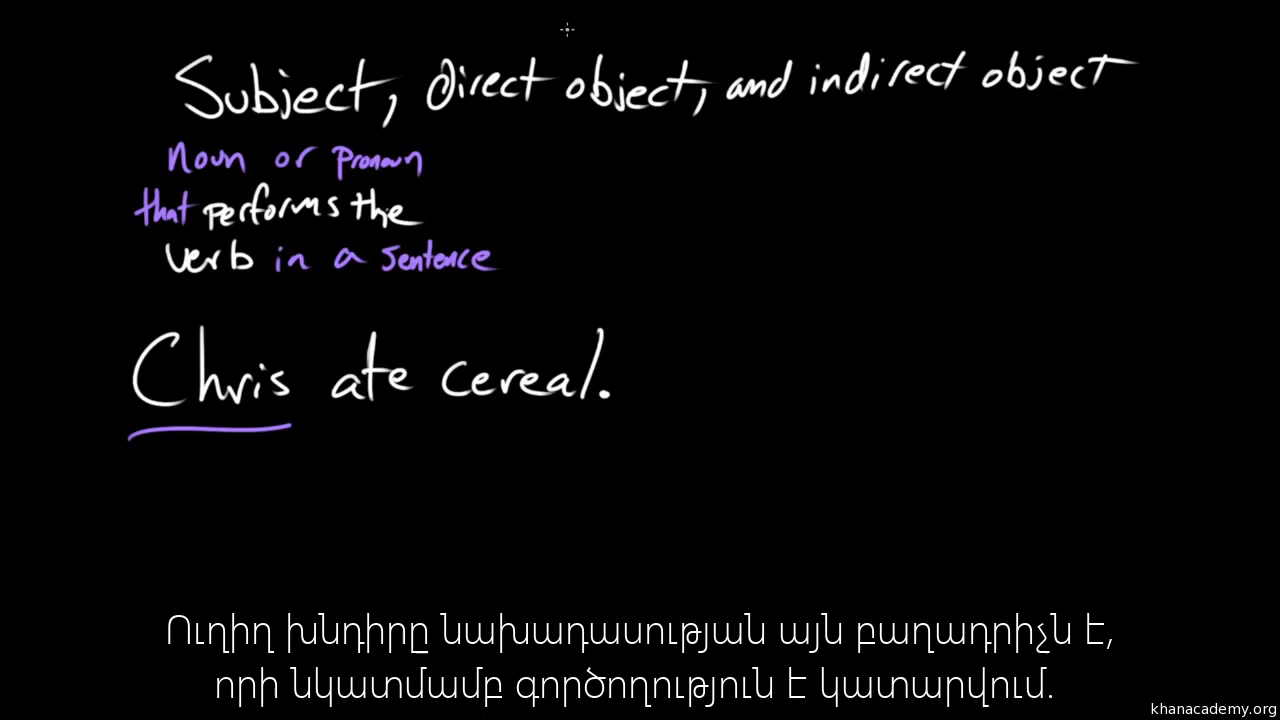 Subject, direct object, and indirect object
Noun or pronoun
that performs the
verb in a sentence
Chris ate cereal.
Ուղիղ խնդիրը նախադասության այն բաղադրիչն է,
որի նկատմամբ գործողություն է կատարվում.
khanacademy.org